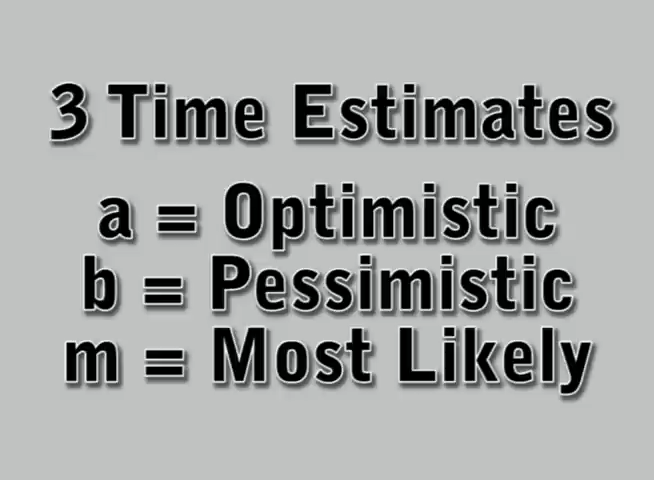 3 Time Estimates
a = Optimistic
b = Pessimistic
m = Most Likely